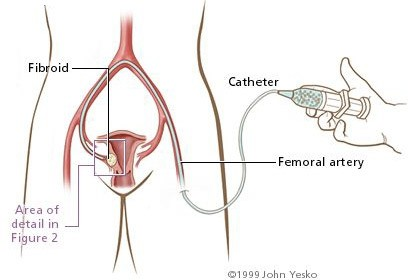 Fibroid
Catheter
Femoral artery
Area of
detail in
Figure 2
©1999 John Yesko